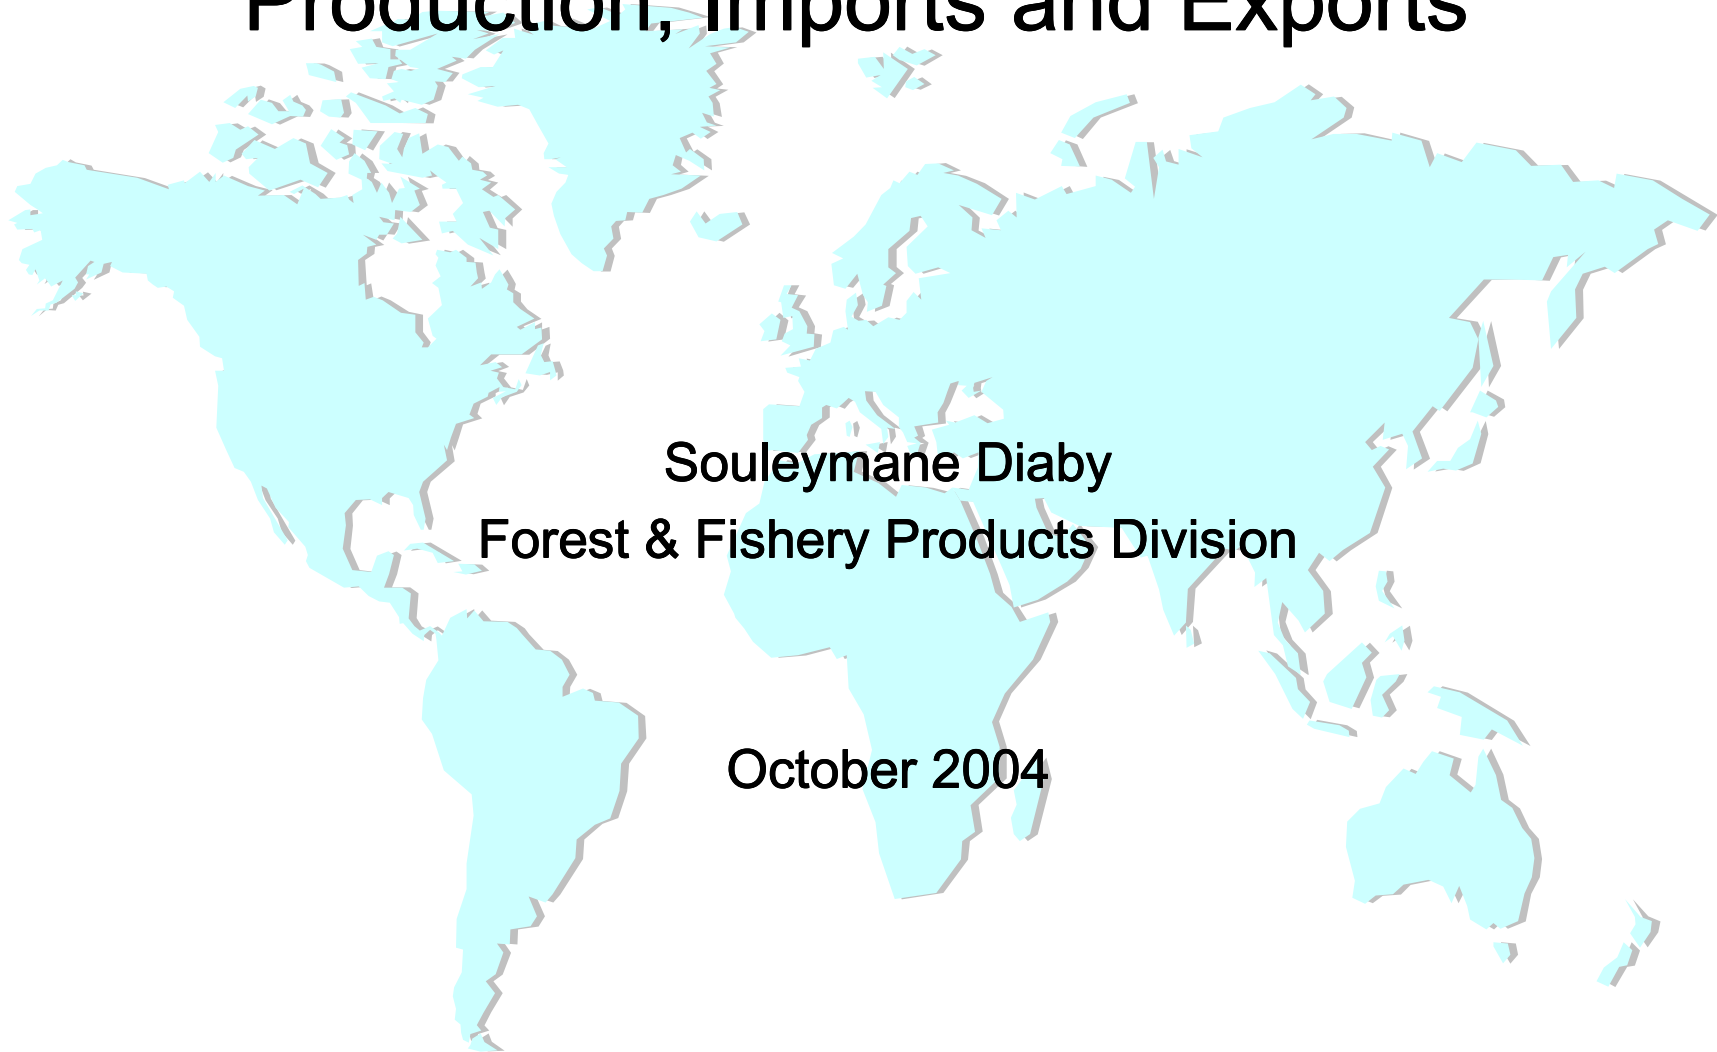 Production, Imports and Exports
Souleymane Diaby
Forest & Fishery Products Division
October 2004